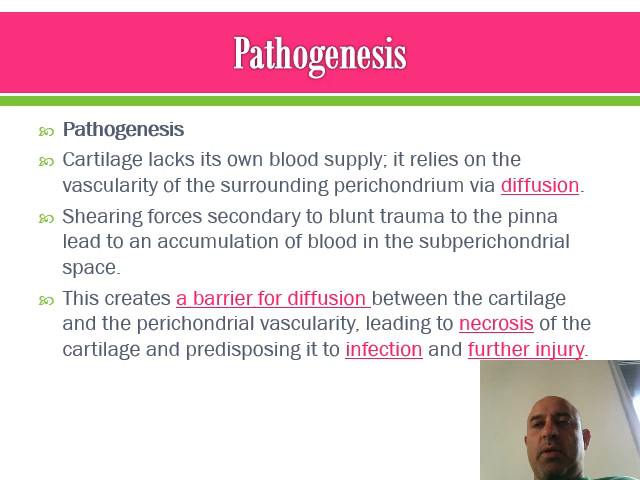 Pathogenesis
Pathogenesis
Cartilage lacks its own blood supply; it relies on the
vascularity of the surrounding perichondrium via diffusion.
Shearing forces secondary to blunt trauma to the pinna
lead to an accumulation of blood in the subperichondrial
space.
This creates a barrier for diffusion between the cartilage
and the perichondrial vascularity, leading to necrosis of the
cartilage and predisposing it to infection and further injury.